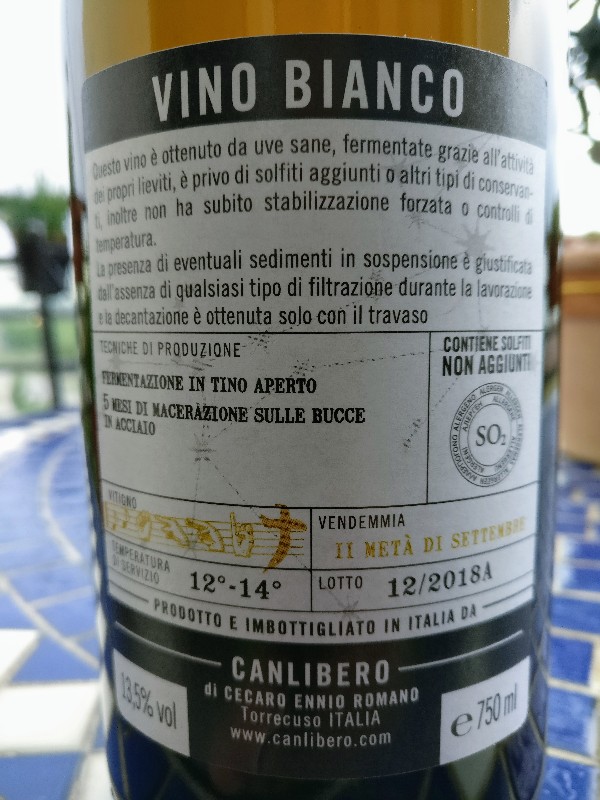 VINO BIANCO
Questo vino è ottenuto da uve sane, fermentate grazie all'attività
dei propri lieviti, è privo di solfiti aggiunti o altri tipi di conservan-
ti, inoltre non ha subito stabilizzazione forzata o controlli di
temperatura.
La presenza di eventuali sedimenti in sospensione è giustificata
dall'assenza di qualsiasi tipo di filtrazione durante la lavorazione
e la decantazione è ottenuta solo con il travaso
TECNICHE DI PRODUZIONE
FERMENTAZIONE IN TINO APERTO
5 MESI DI MACERAZIONE SULLE BUCCE
IN ACCIAIO
CONTIENE SOLFITI
NON AGGIUNTI
SO₂
VITIGNO
VENDEMMIA
II METÀ DI SETTEMBRE
TEMPERATURA
DI SERVIZIO
12°-14°
LOTTO 12/2018A
PRODOTTO E IMBOTTIGLIATO IN ITALIA DA
CANLIBERO
di CECARO ENNIO ROMANO
Torrecuso ITALIA
www.canlibero.com
13,5% vol
e 750 ml